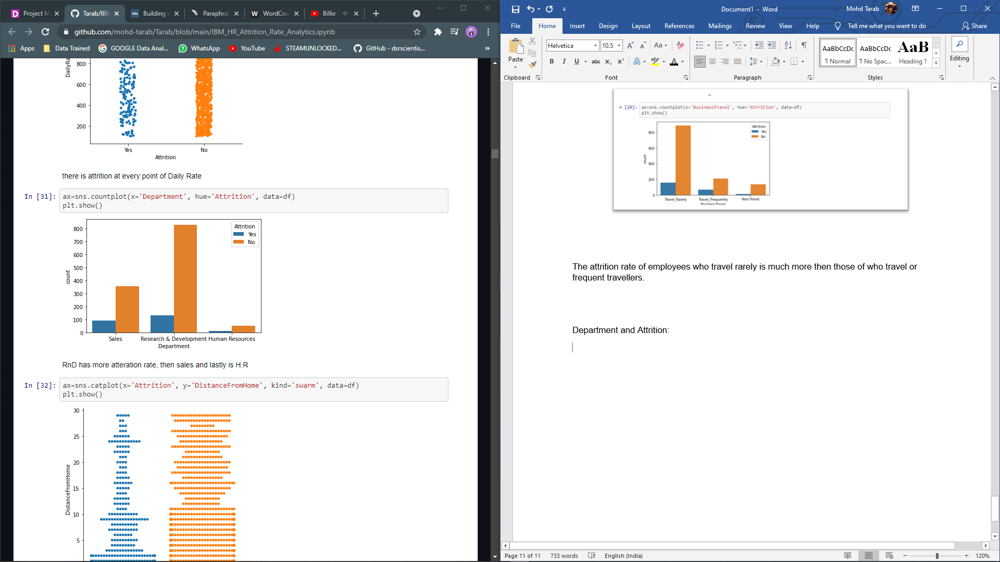 Project M
Tarab/IBM
tds Building a
Paraphras
W WordCou
Billie
github.com/mohd-tarab/Tarab/blob/main/IBM_HR_Attrition_Rate_Analytics.ipynb
Apps Data Trained GOOGLE Data Anal... WhatsApp YouTube STEAMUNLOCKED... GitHub - dsrscientis... »
DailyRa
800
600
400
200
Yes No
Attrition
there is attrition at every point of Daily Rate
In [31]: ax=sns.countplot(x='Department', hue='Attrition', data=df)
plt.show()
Attrition
Yes
No
800
700
600
500
400
300
200
100
0
count
Sales Research & Development Human Resources
Department
RnD has more atteration rate, then sales and lastly is H.R
In [32]: ax=sns.catplot(x='Attrition', y='DistanceFromHome', kind='swarm', data=df)
plt.show()
30
25
20
15
10
5
DistanceFromHome
Document1 - Word
Mohd Tarab
File Home Insert Design Layout References Mailings Review View Help Tell me what you want to do Share
Paste
Clipboard
Helvetica 10.5
B I U abc x₂ x²
Font
Paragraph
AaBbCcDc AaBbCcDc AaB
¶ Normal ¶ No Spac... Heading 1
Styles
Editing
n [29]: ax=sns.countplot(x='BusinessTravel', hue='Attrition', data=df)
plt.show()
Attrition
Yes
No
800
600
400
200
0
count
Travel_Rarely Travel_Frequently Non-Travel
BusinessTravel
The attrition rate of employees who travel rarely is much more then those of who travel or
frequent travellers.
Department and Attrition:
Page 11 of 11 733 words English (India) 120%